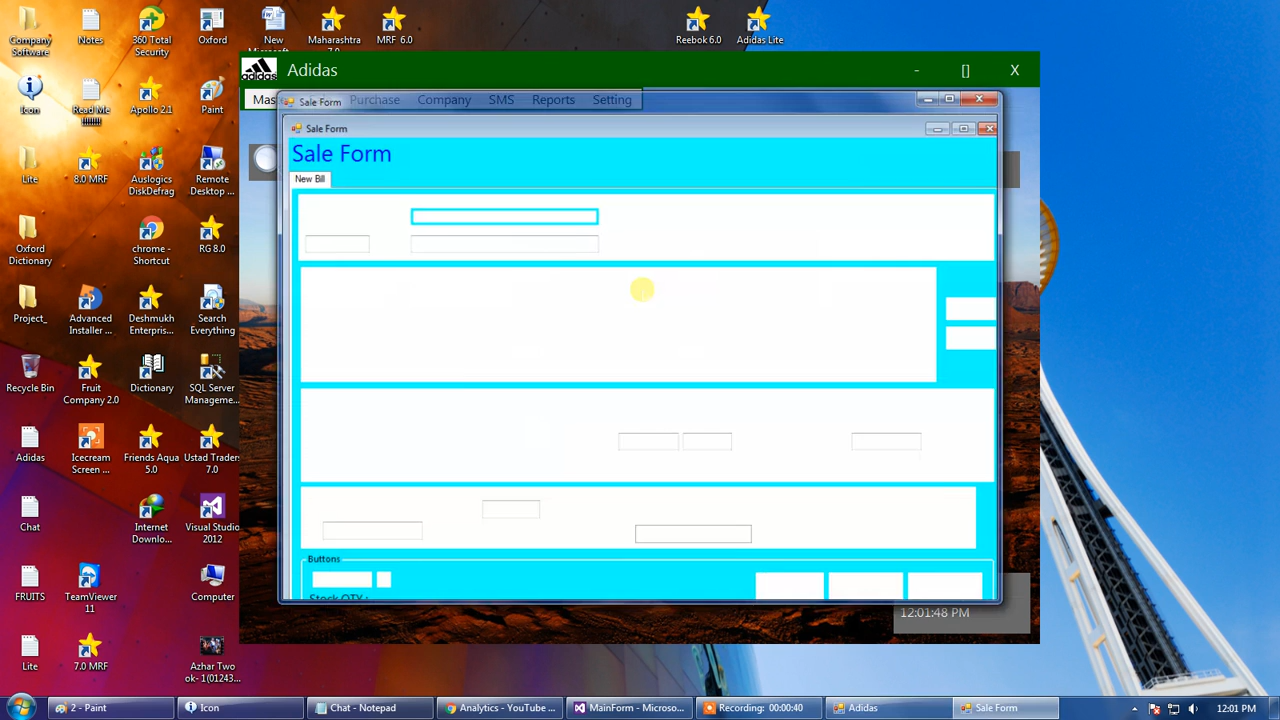 Company Software
Notes
360 Total Security
Oxford
New
Maharashtra
MRF 6.0
Reebok 6.0
Adidas Lite
adidas
Adidas
- [] X
Icon
Read Me !!!!!!!
Apollo 2.1
Paint
Mas
Purchase
Company
SMS
Reports
Setting
Sale Form
Sale Form
Sale Form
New Bill
Lite
8.0 MRF
Auslogics DiskDefrag
Remote Desktop ...
Oxford Dictionary
chrome - Shortcut
RG 8.0
Project_
Advanced Installer ...
Deshmukh Enterpris...
Search Everything
Recycle Bin
Fruit Company 2.0
Dictionary
SQL Server Manageme...
Adidas
Icecream Screen ...
Friends Aqua 5.0
Ustad Traders 7.0
Chat
Internet Downlo...
Visual Studio 2012
Buttons
Stock QTY :
FRUITS
TeamViewer 11
Computer
12:01:48 PM
Lite
7.0 MRF
Azhar Two ok- 1(01243...
2 - Paint
Icon
Chat - Notepad
Analytics - YouTube ...
MainForm - Microso...
Recording: 00:00:40
Adidas
Sale Form
12:01 PM